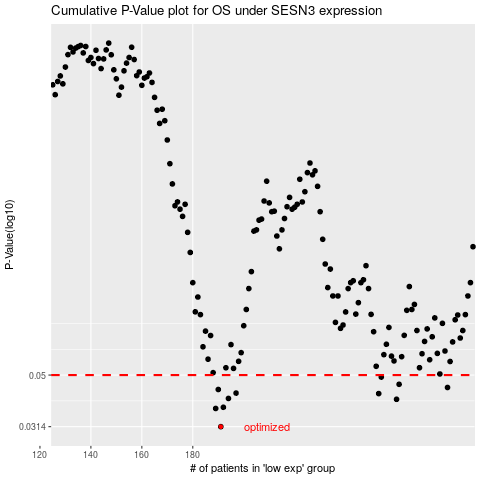 Cumulative P-Value plot for OS under SESN3 expression
P-Value(log10)
0.05
0.0314
optimized
120 140 160 180
# of patients in 'low exp' group